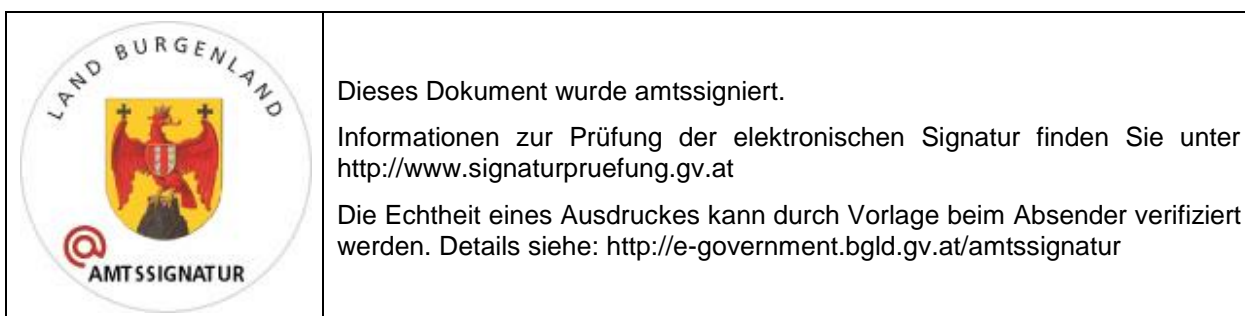 LAND BURGENLAND
@
AMTSSIGNATUR
Dieses Dokument wurde amtssigniert.
Informationen zur Prüfung der elektronischen Signatur finden Sie unter
http://www.signaturpruefung.gv.at
Die Echtheit eines Ausdruckes kann durch Vorlage beim Absender verifiziert
werden. Details siehe: http://e-government.bgld.gv.at/amtssignatur